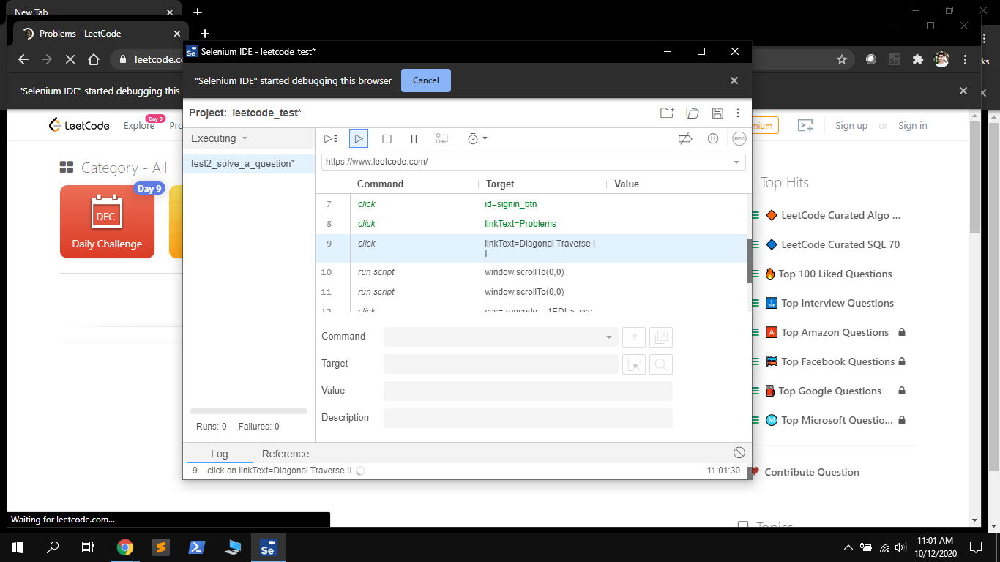 New Tab
Problems - LeetCode
leetcode.co
"Selenium IDE" started debugging this
Selenium IDE - leetcode_test*
"Selenium IDE" started debugging this browser
Cancel
Project: leetcode_test*
Executing
test2_solve_a_question*
REC
https://www.leetcode.com/
Command Target Value
7 click id=signin_btn
8 click linkText=Problems
9 click linkText=Diagonal Traverse I
I
10 run script window.scrollTo(0,0)
11 run script window.scrollTo(0,0)
12 click
Command
//
Target
Value
Description
Runs: 0 Failures: 0
Log Reference
9. click on linkText=Diagonal Traverse II 11:01:30
LeetCode
Explore
Day 9
Pro
mium
Sign up or Sign in
Category - All
Day 9
DEC
Daily Challenge
Top Hits
LeetCode Curated Algo ...
LeetCode Curated SQL 70
Top 100 Liked Questions
Top Interview Questions
A Top Amazon Questions
Top Facebook Questions
Top Google Questions
M Top Microsoft Questio...
Contribute Question
Topics
ks
Waiting for leetcode.com...
Se
11:01 AM
10/12/2020